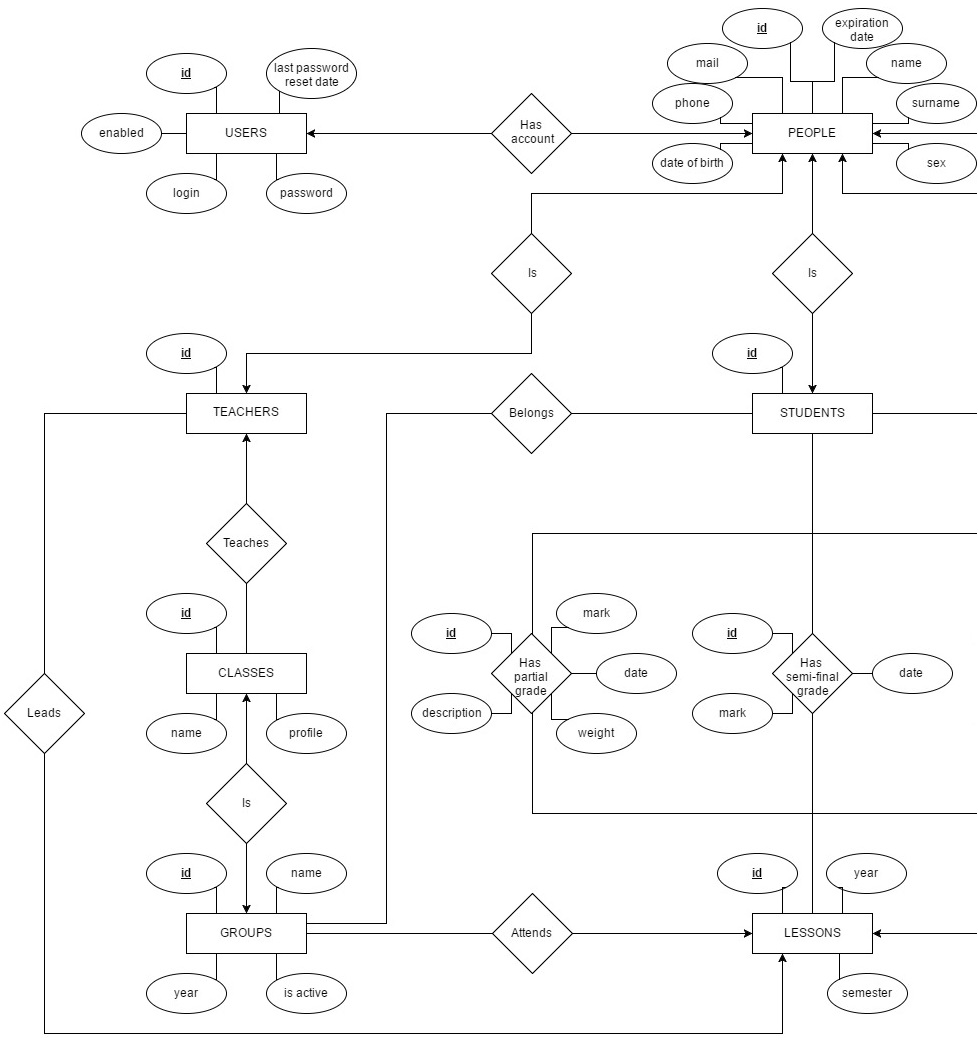 id
expiration
date
id
last password
reset date
mail
name
phone
surname
enabled
USERS
Has
account
PEOPLE
date of birth
sex
login
password
Is
Is
id
id
TEACHERS
Belongs
STUDENTS
Teaches
id
id
mark
id
CLASSES
Has
partial
grade
date
Has
semi-final
grade
date
Leads
name
profile
description
weight
mark
Is
id
name
id
year
GROUPS
Attends
LESSONS
year
is active
semester